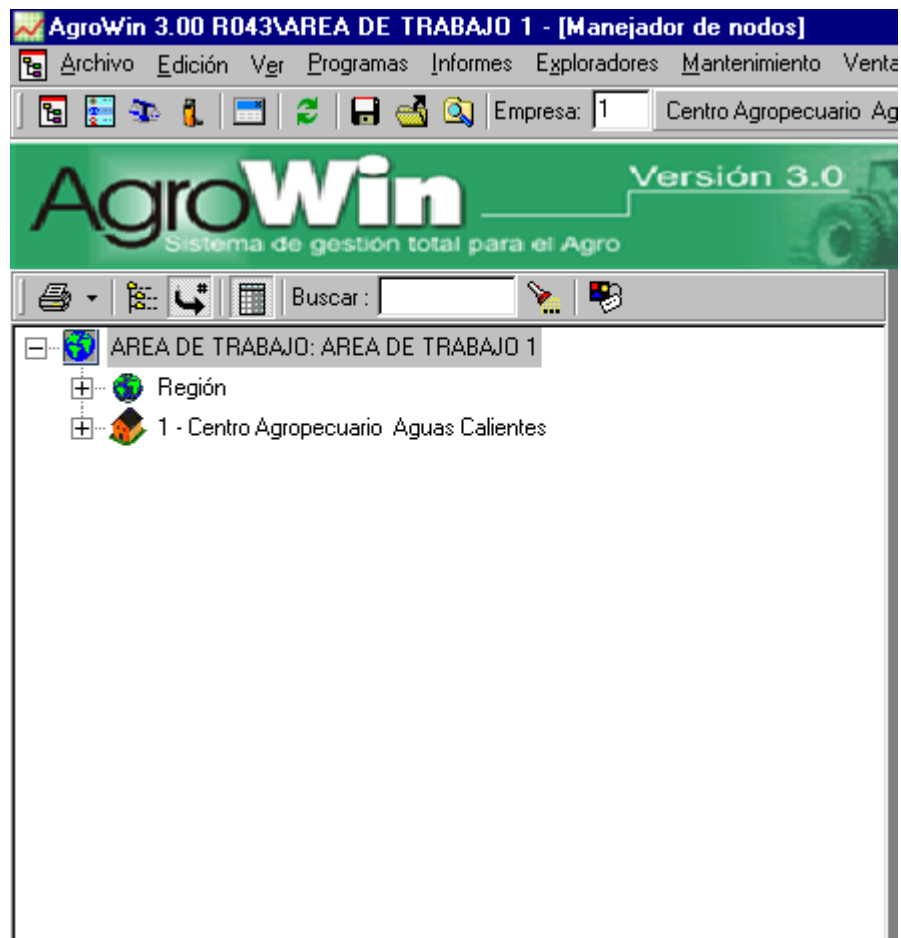 AgroWin 3.00 R043\AREA DE TRABAJO 1 - [Manejador de nodos]
Archivo Edición Ver Programas Informes Exploradores Mantenimiento Venta
Empresa: 1 Centro Agropecuario Ag
AgroWin
Versión 3.0
Sistema de gestión total para el Agro
Buscar :
AREA DE TRABAJO: AREA DE TRABAJO 1
Región
1 - Centro Agropecuario Aguas Calientes